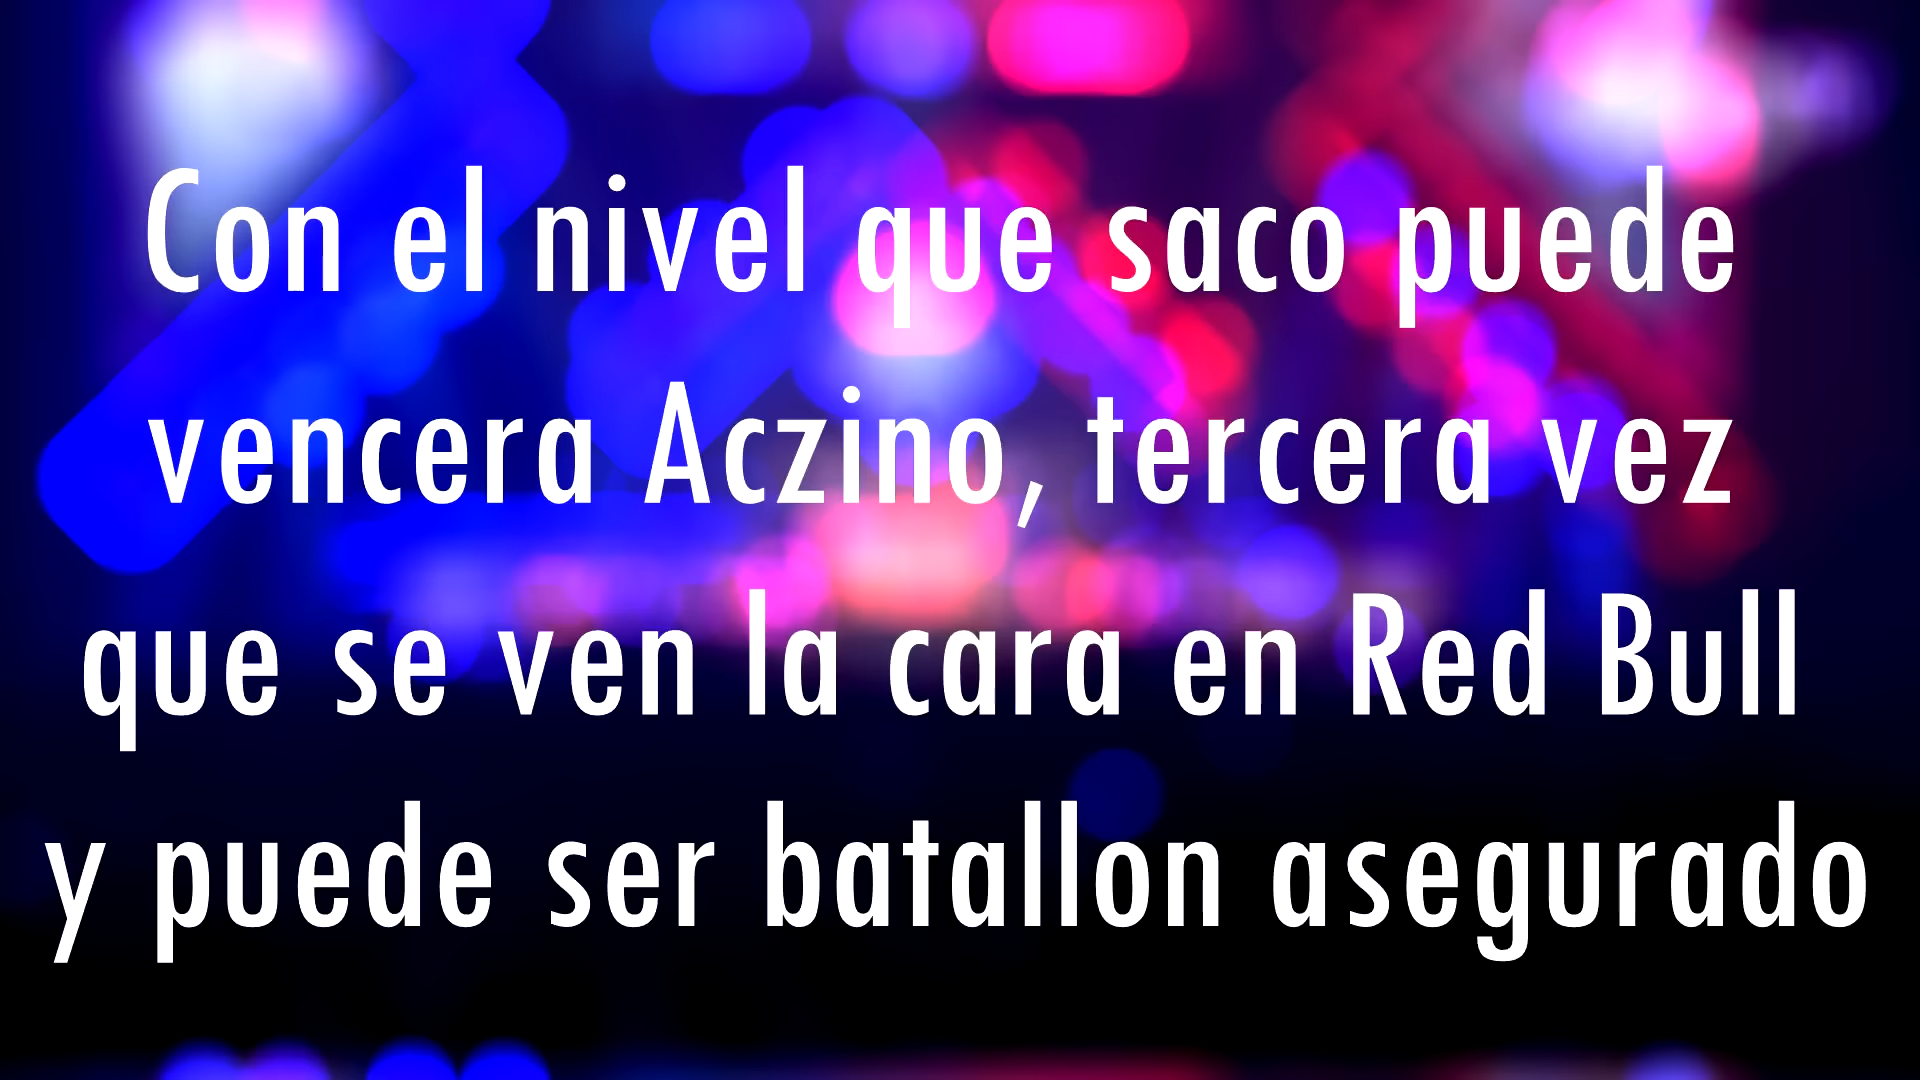 Con el nivel que saco puede
vencera Aczino, tercera vez
que se ven la cara en Red Bull
y puede ser batallon asegurado